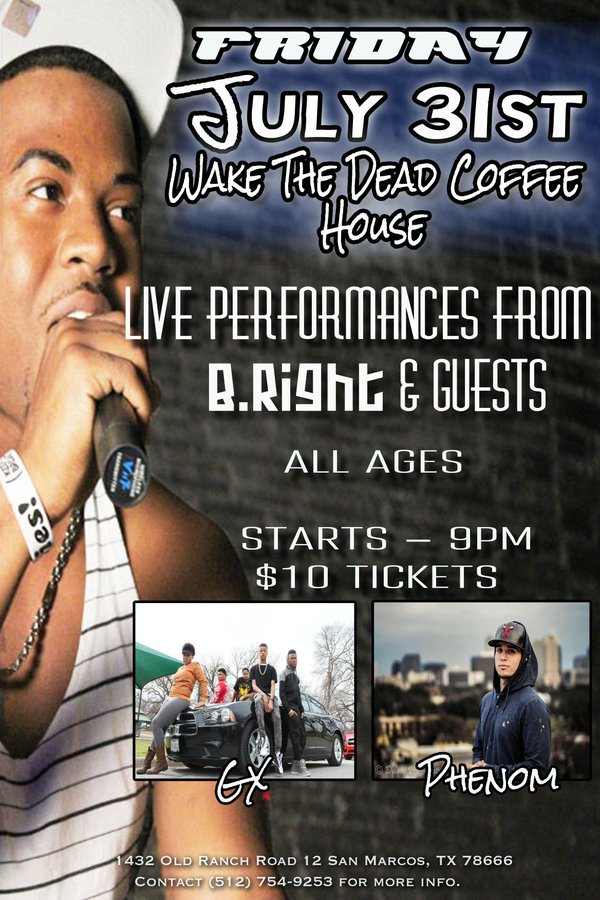 FRIDAY
JULY 31ST
WAKE THE DEAD COFFEE
HOUSE
LIVE PERFORMANCES FROM
B.Right & GUESTS
ALL AGES
STARTS – 9PM
$10 TICKETS
GX
PHENOM
1432 OLD RANCH ROAD 12 SAN MARCOS, TX 78666
CONTACT (512) 754-9253 FOR MORE INFO.